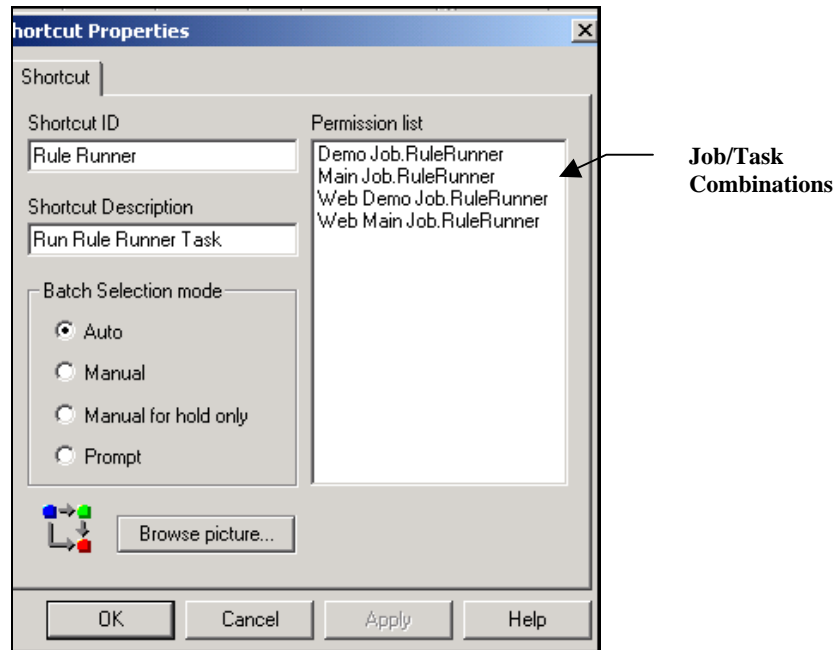 hortcut Properties
Shortcut
Shortcut ID
Rule Runner
Shortcut Description
Run Rule Runner Task
Batch Selection mode
Auto
Manual
Manual for hold only
Prompt
Browse picture...
Permission list
Demo Job.RuleRunner
Main Job.RuleRunner
Web Demo Job.RuleRunner
Web Main Job.RuleRunner
Job/Task
Combinations
OK
Cancel
Apply
Help